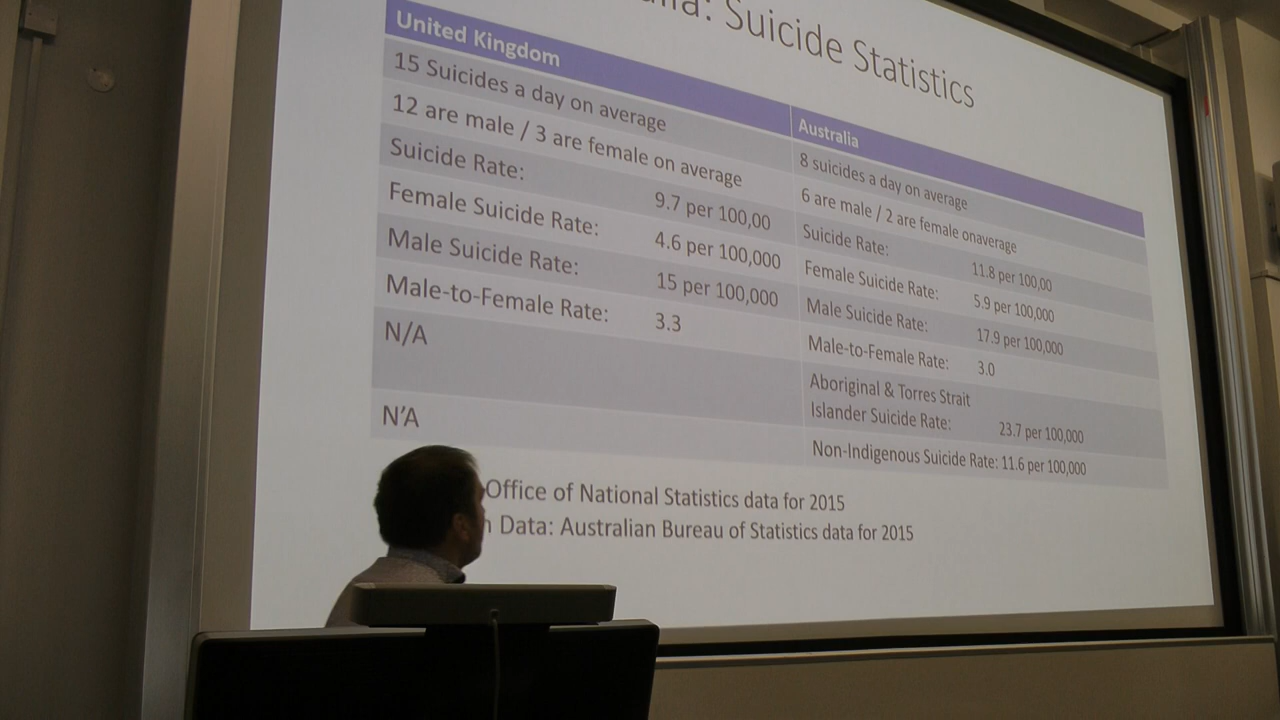 : Suicide Statistics
United Kingdom
15 Suicides a day on average
12 are male / 3 are female on average
Suicide Rate: 9.7 per 100,00
Female Suicide Rate: 4.6 per 100,000
Male Suicide Rate: 15 per 100,000
Male-to-Female Rate: 3.3
N/A
N'A
Australia
8 suicides a day on average
6 are male / 2 are female onaverage
Suicide Rate: 11.8 per 100,00
Female Suicide Rate: 5.9 per 100,000
Male Suicide Rate: 17.9 per 100,000
Male-to-Female Rate: 3.0
Aboriginal & Torres Strait
Islander Suicide Rate: 23.7 per 100,000
Non-Indigenous Suicide Rate: 11.6 per 100,000
Office of National Statistics data for 2015
Data: Australian Bureau of Statistics data for 2015